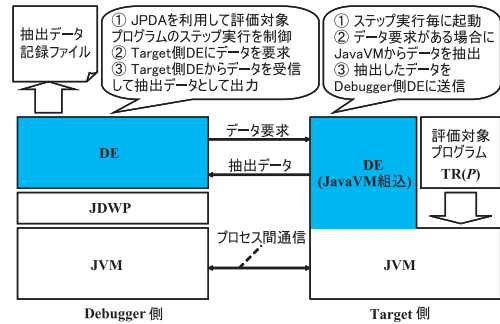 抽出データ
記録ファイル
① JPDAを利用して評価対象
プログラムのステップ実行を制御
② Target側DEにデータを要求
③ Target側DEからデータを受信
して抽出データとして出力
① ステップ実行毎に起動
② データ要求がある場合に
JavaVMからデータを抽出
③ 抽出したデータを
Debugger側DEに送信
DE
データ要求
抽出データ
DE
(JavaVM組込)
評価対象
プログラム
TR(P)
JDWP
プロセス間通信
JVM
JVM
Debugger 側
Target 側